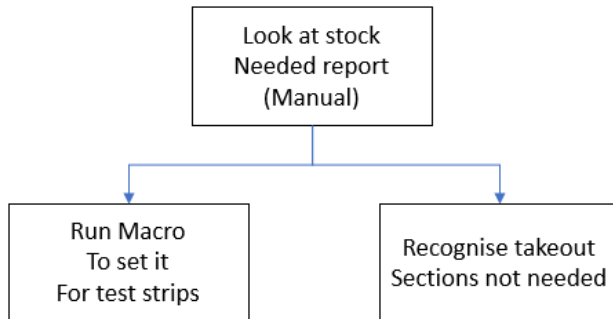 Look at stock
Needed report
(Manual)
Run Macro
To set it
For test strips
Recognise takeout
Sections not needed